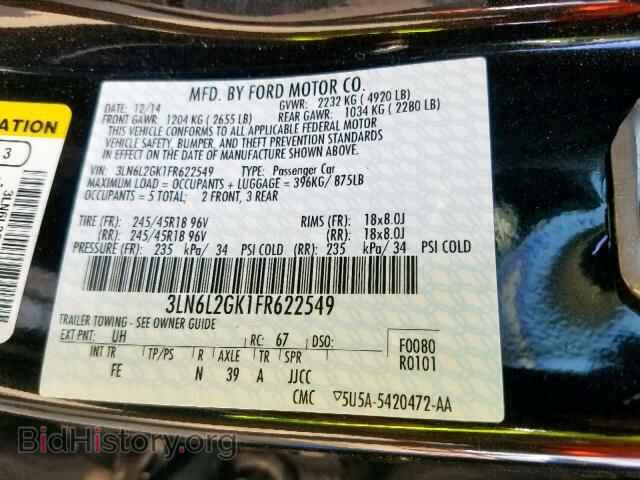 MFD. BY FORD MOTOR CO.
DATE: 12/14 GVWR: 2232 KG ( 4920 LB)
FRONT GAWR: 1204 KG ( 2655 LB) REAR GAWR: 1034 KG ( 2280 LB)
THIS VEHICLE CONFORMS TO ALL APPLICABLE FEDERAL MOTOR
VEHICLE SAFETY, BUMPER, AND THEFT PREVENTION STANDARDS
IN EFFECT ON THE DATE OF MANUFACTURE SHOWN ABOVE.
VIN: 3LN6L2GK1FR622549 TYPE: Passenger Car
MAXIMUM LOAD = OCCUPANTS + LUGGAGE = 396KG/ 875LB
OCCUPANTS = 5 TOTAL; 2 FRONT, 3 REAR
TIRE (FR): 245/45R18 96V RIMS (FR): 18x8.0J
(RR): 245/45R18 96V (RR): 18x8.0J
PRESSURE (FR): 235 kPa/ 34 PSI COLD (RR): 235 kPa/ 34 PSI COLD
3LN6L2GK1FR622549
TRAILER TOWING - SEE OWNER GUIDE
EXT PNT: UH RC: 67 DSO: F0080
INT TR TP/PS R AXLE TR SPR R0101
FE N 39 A JJCC
CMC ▽5U5A-5420472-AA
ATION
3
BidHistory.org